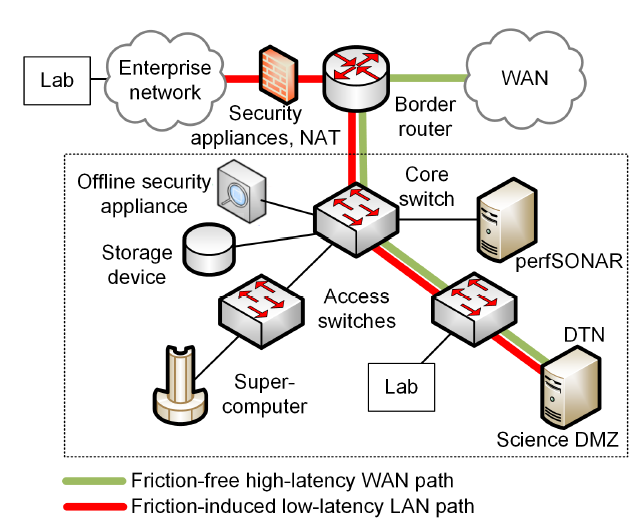 Lab
Enterprise
network
Security
appliances, NAT
Border
router
WAN
Offline security
appliance
Core
switch
perfSONAR
Storage
device
Access
switches
Super-
computer
Lab
DTN
Science DMZ
Friction-free high-latency WAN path
Friction-induced low-latency LAN path